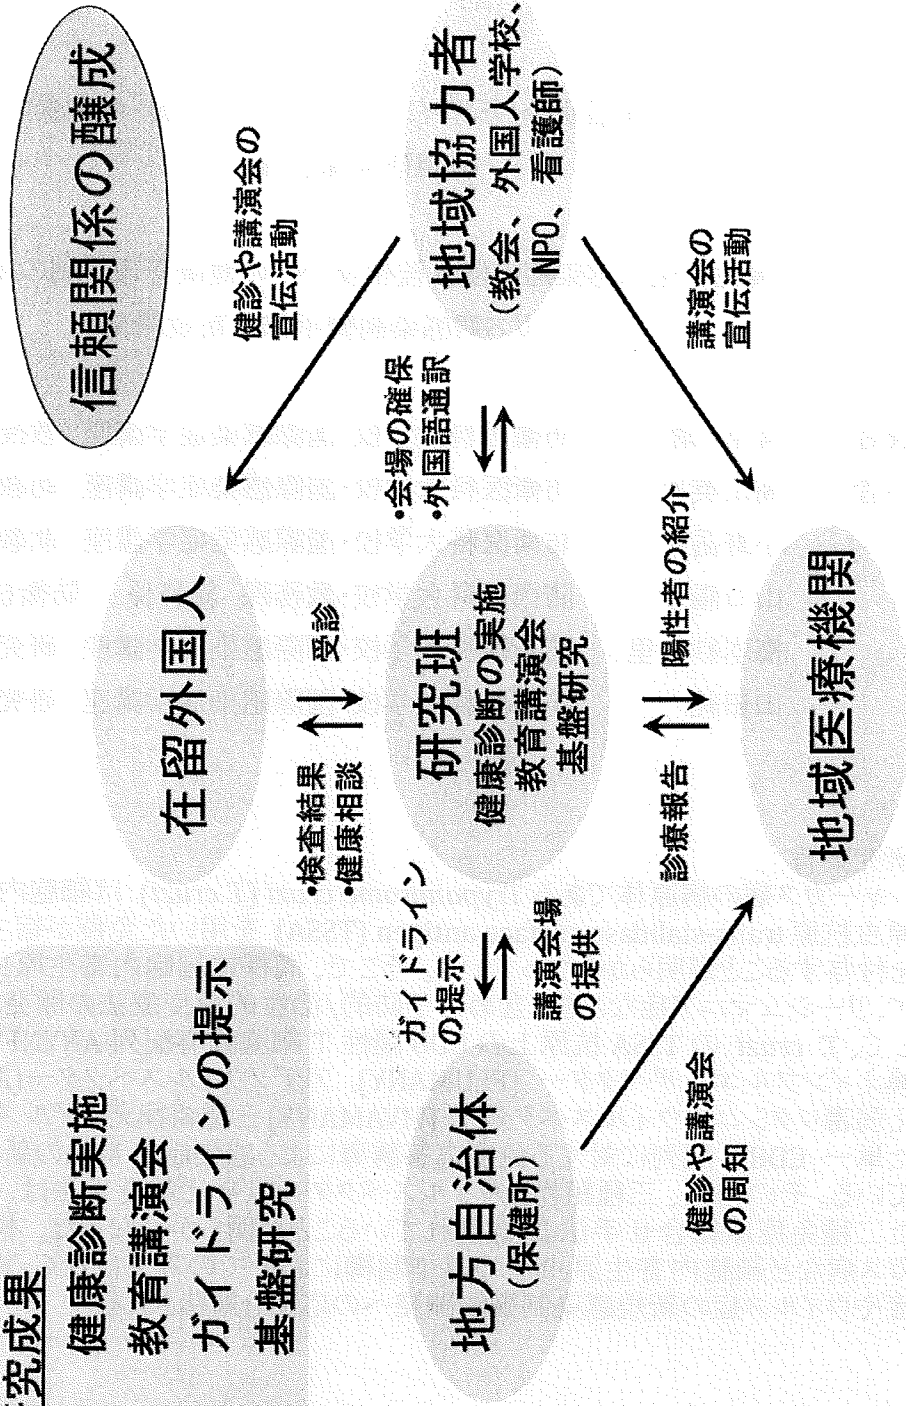 究成果
健康診断実施
教育講演会
ガイドラインの提示
基盤研究
信頼関係の醸成
在留外国人
健診や講演会の
宣伝活動
・検査結果
・健康相談
受診
地方自治体
(保健所)
ガイドライン
の提示
講演会場
の提供
研究班
健康診断の実施
教育講演会
基盤研究
・会場の確保
・外国語通訳
地域協力者
(教会、外国人学校、
NPO、看護師)
健診や講演会
の周知
診療報告
陽性者の紹介
講演会の
宣伝活動
地域医療機関